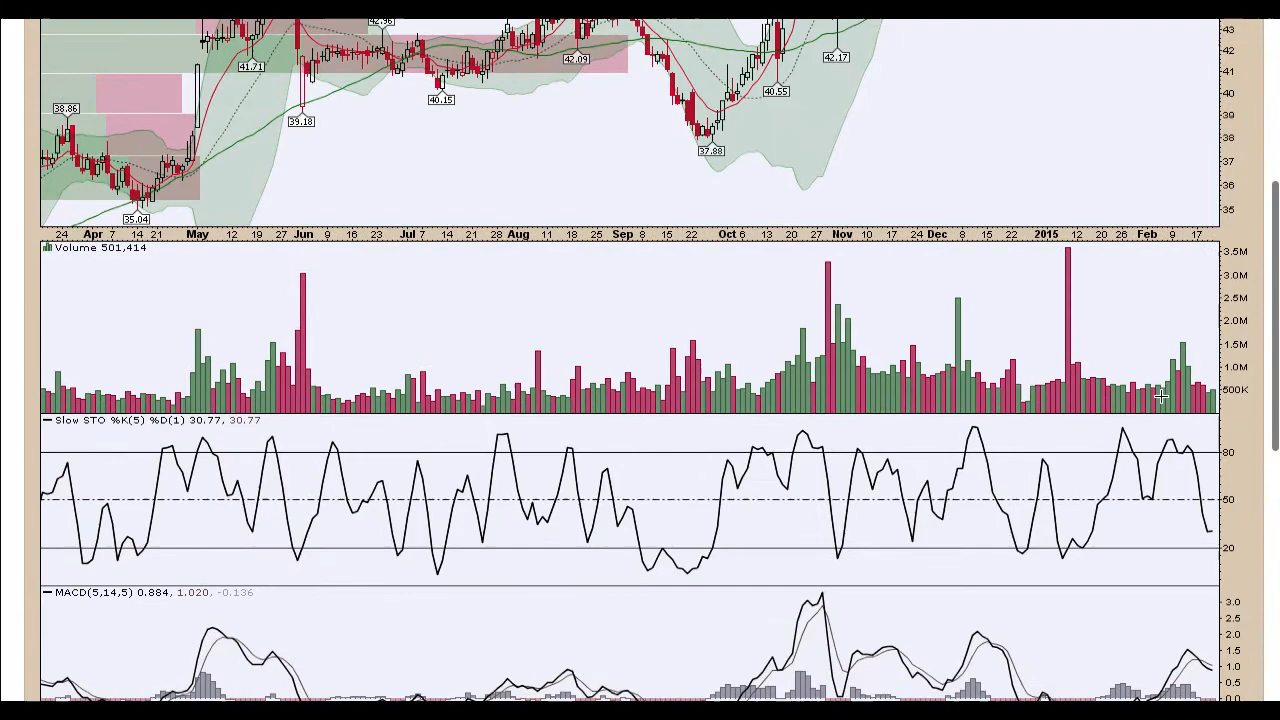 42.96
43
42
41.71
42.09
42.17
41
40.15
40.55
40
38.86
39.18
39
38
37.88
37
36
35.04
35
24 Apr 7 14 21 May 12 19 27 Jun 9 16 23 Jul 7 14 21 28 Aug 11 18 25 Sep 8 15 22 Oct 6 13 20 27 Nov 10 17 24 Dec 8 15 22 2015 12 20 26 Feb 9 17
Volume 501,414
3.5M
3.0M
2.5M
2.0M
1.5M
1.0M
500K
Slow STO %K(5) %D(1) 30.77, 30.77
80
50
20
MACD(5,14,5) 0.884, 1.020, -0.136
3.0
2.5
2.0
1.5
1.0
0.5
0.0